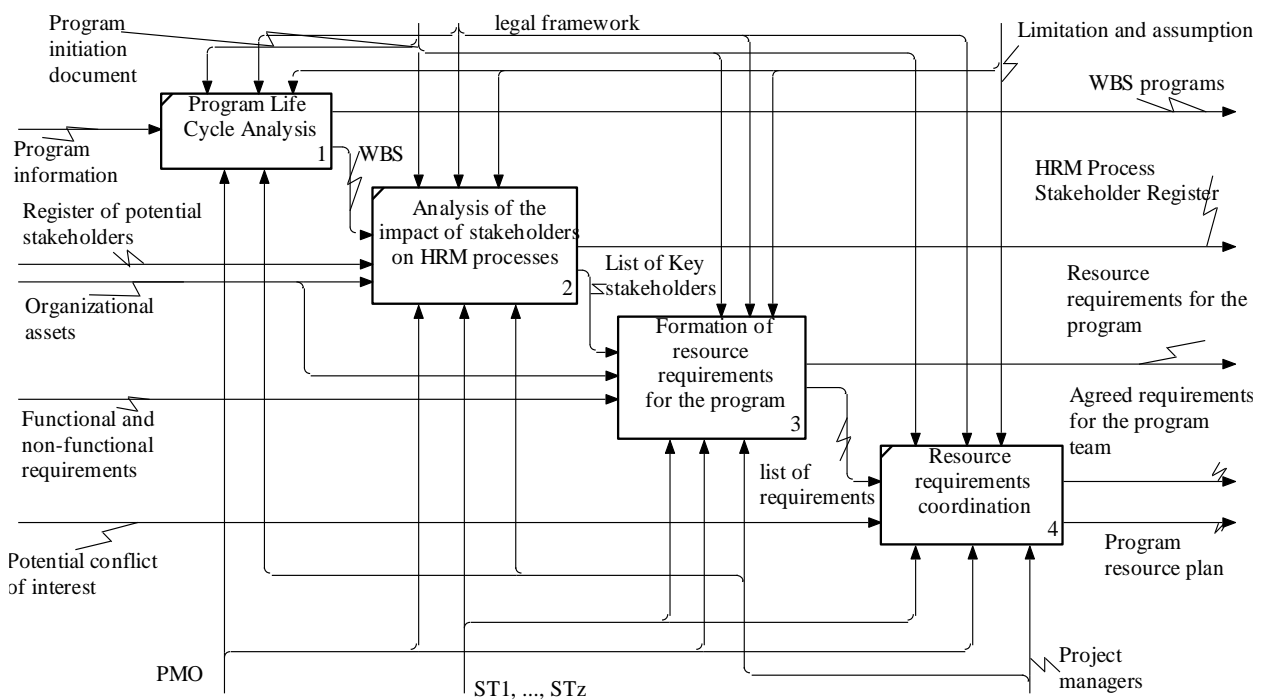 Program
initiation
document
legal framework
Limitation and assumption
WBS programs
Program Life
Cycle Analysis
1
Program
information
WBS
HRM Process
Stakeholder Register
Register of potential
stakeholders
Analysis of the
impact of stakeholders
on HRM processes
2
List of Key
stakeholders
Resource
requirements for the
program
Organizational
assets
Formation of
resource
requirements
for the program
3
Agreed requirements
for the program
team
Functional and
non-functional
requirements
list of
requirements
Resource
requirements
coordination
4
Program
resource plan
Potential conflict
of interest
PMO
ST1, ..., STz
Project
managers